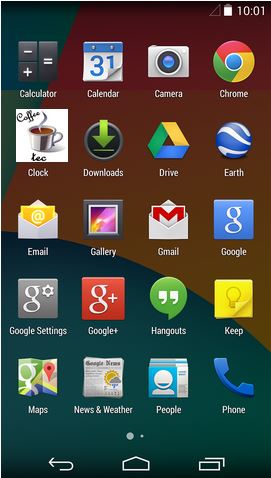 10:01
Calculator Calendar Camera Chrome
31
Coffee
tec
Clock Downloads Drive Earth
Email Gallery Gmail Google
g
g g+
Google Settings Google+ Hangouts Keep
Google News
Maps News & Weather People Phone